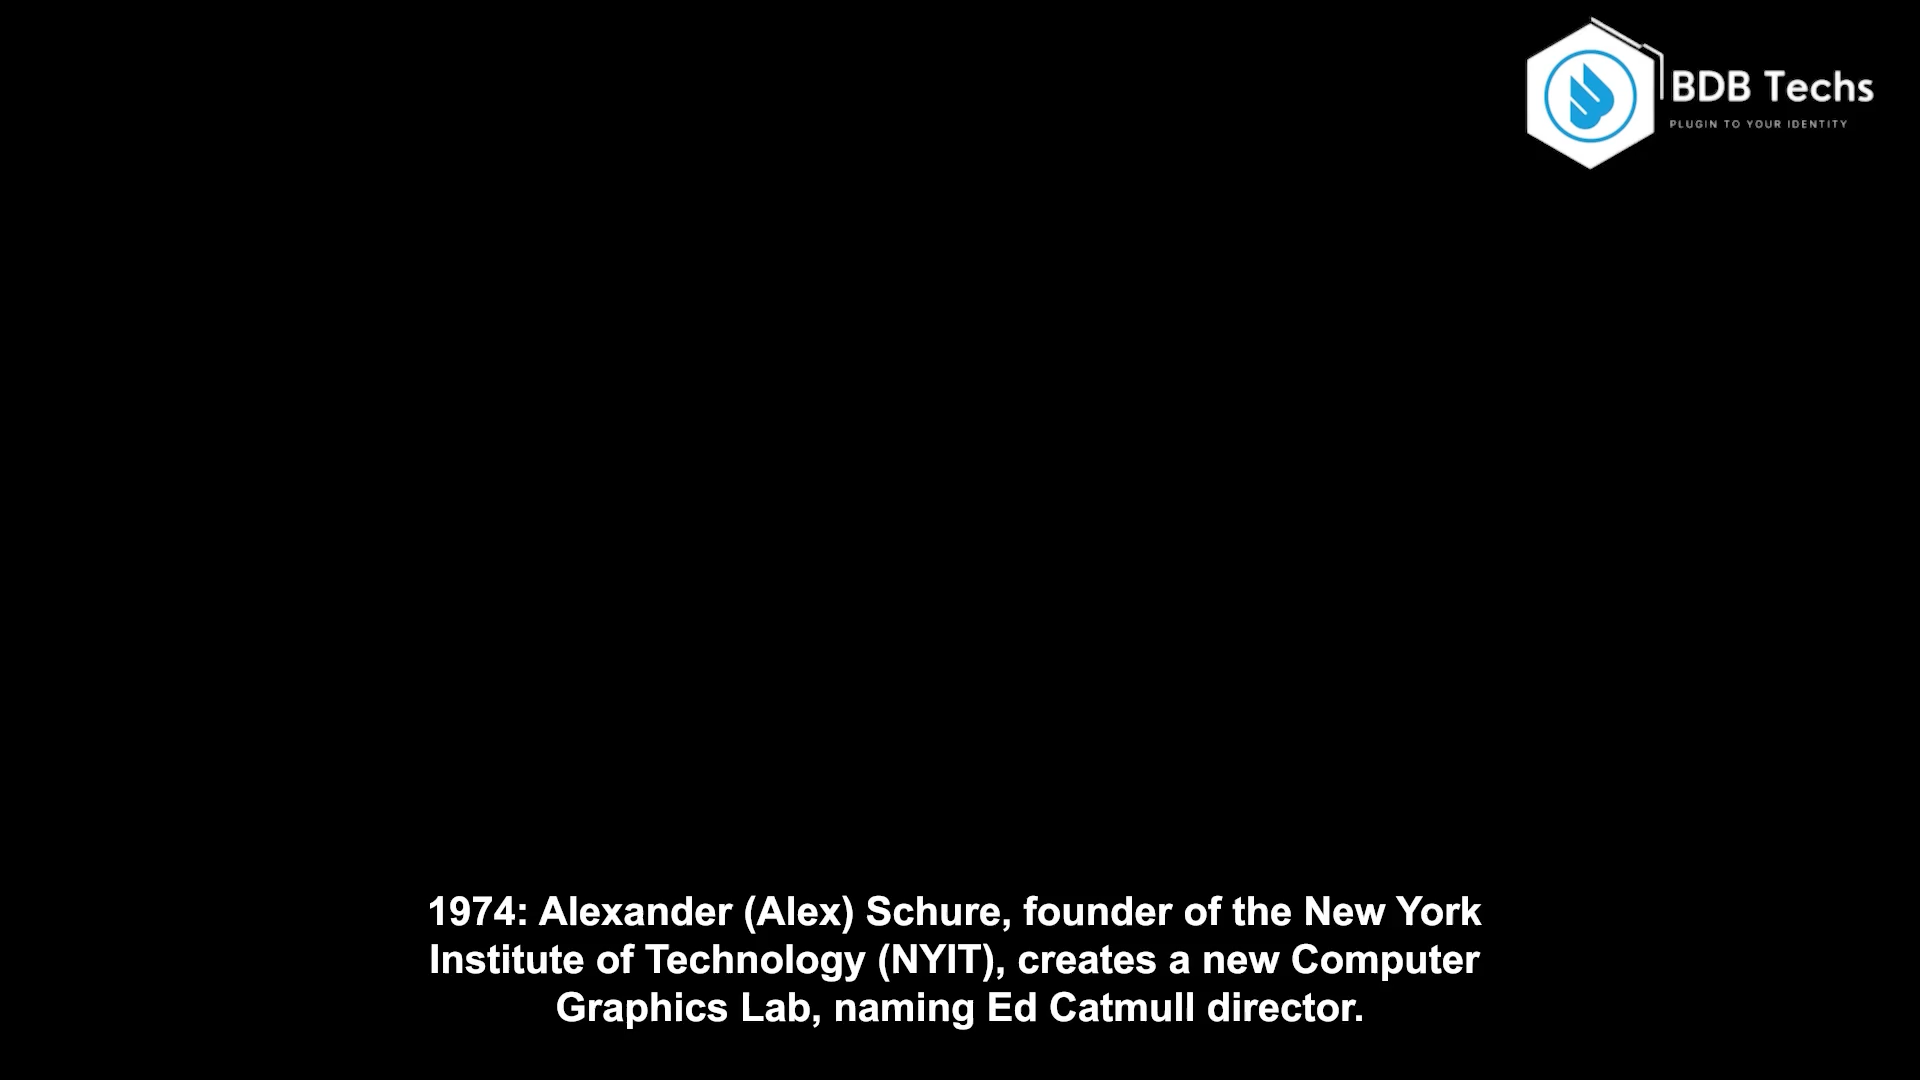 BDB Techs
PLUGIN TO YOUR IDENTITY
1974: Alexander (Alex) Schure, founder of the New York
Institute of Technology (NYIT), creates a new Computer
Graphics Lab, naming Ed Catmull director.